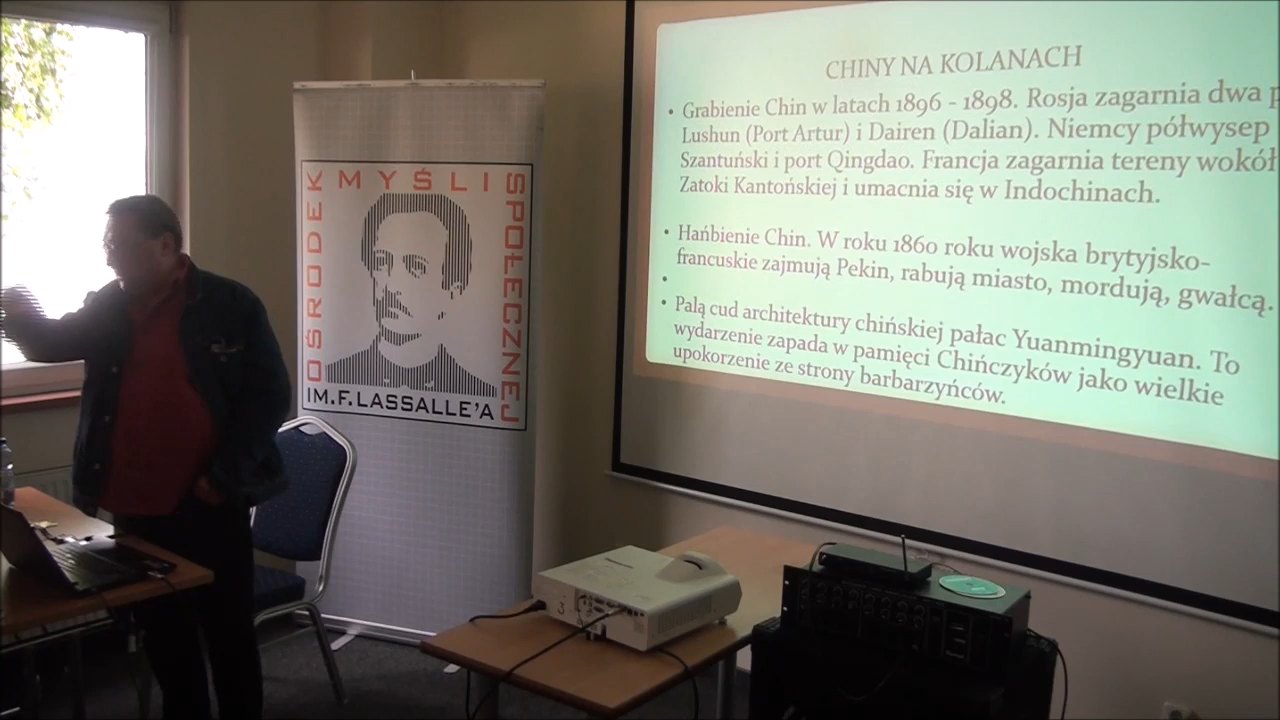 OŚRODEK MYŚLI SPOŁECZNEJ
IM. F. LASSALLE'A
CHINY NA KOLANACH
• Grabienie Chin w latach 1896 - 1898. Rosja zagarnia dwa
Lushun (Port Artur) i Dairen (Dalian). Niemcy półwysep
Szantuński i port Qingdao. Francja zagarnia tereny wokół
Zatoki Kantońskiej i umacnia się w Indochinach.
• Hańbienie Chin. W roku 1860 roku wojska brytyjsko-
francuskie zajmują Pekin, rabują miasto, mordują, gwałcą.
•
• Palą cud architektury chińskiej pałac Yuanmingyuan. To
wydarzenie zapada w pamięci Chińczyków jako wielkie
upokorzenie ze strony barbarzyńców.